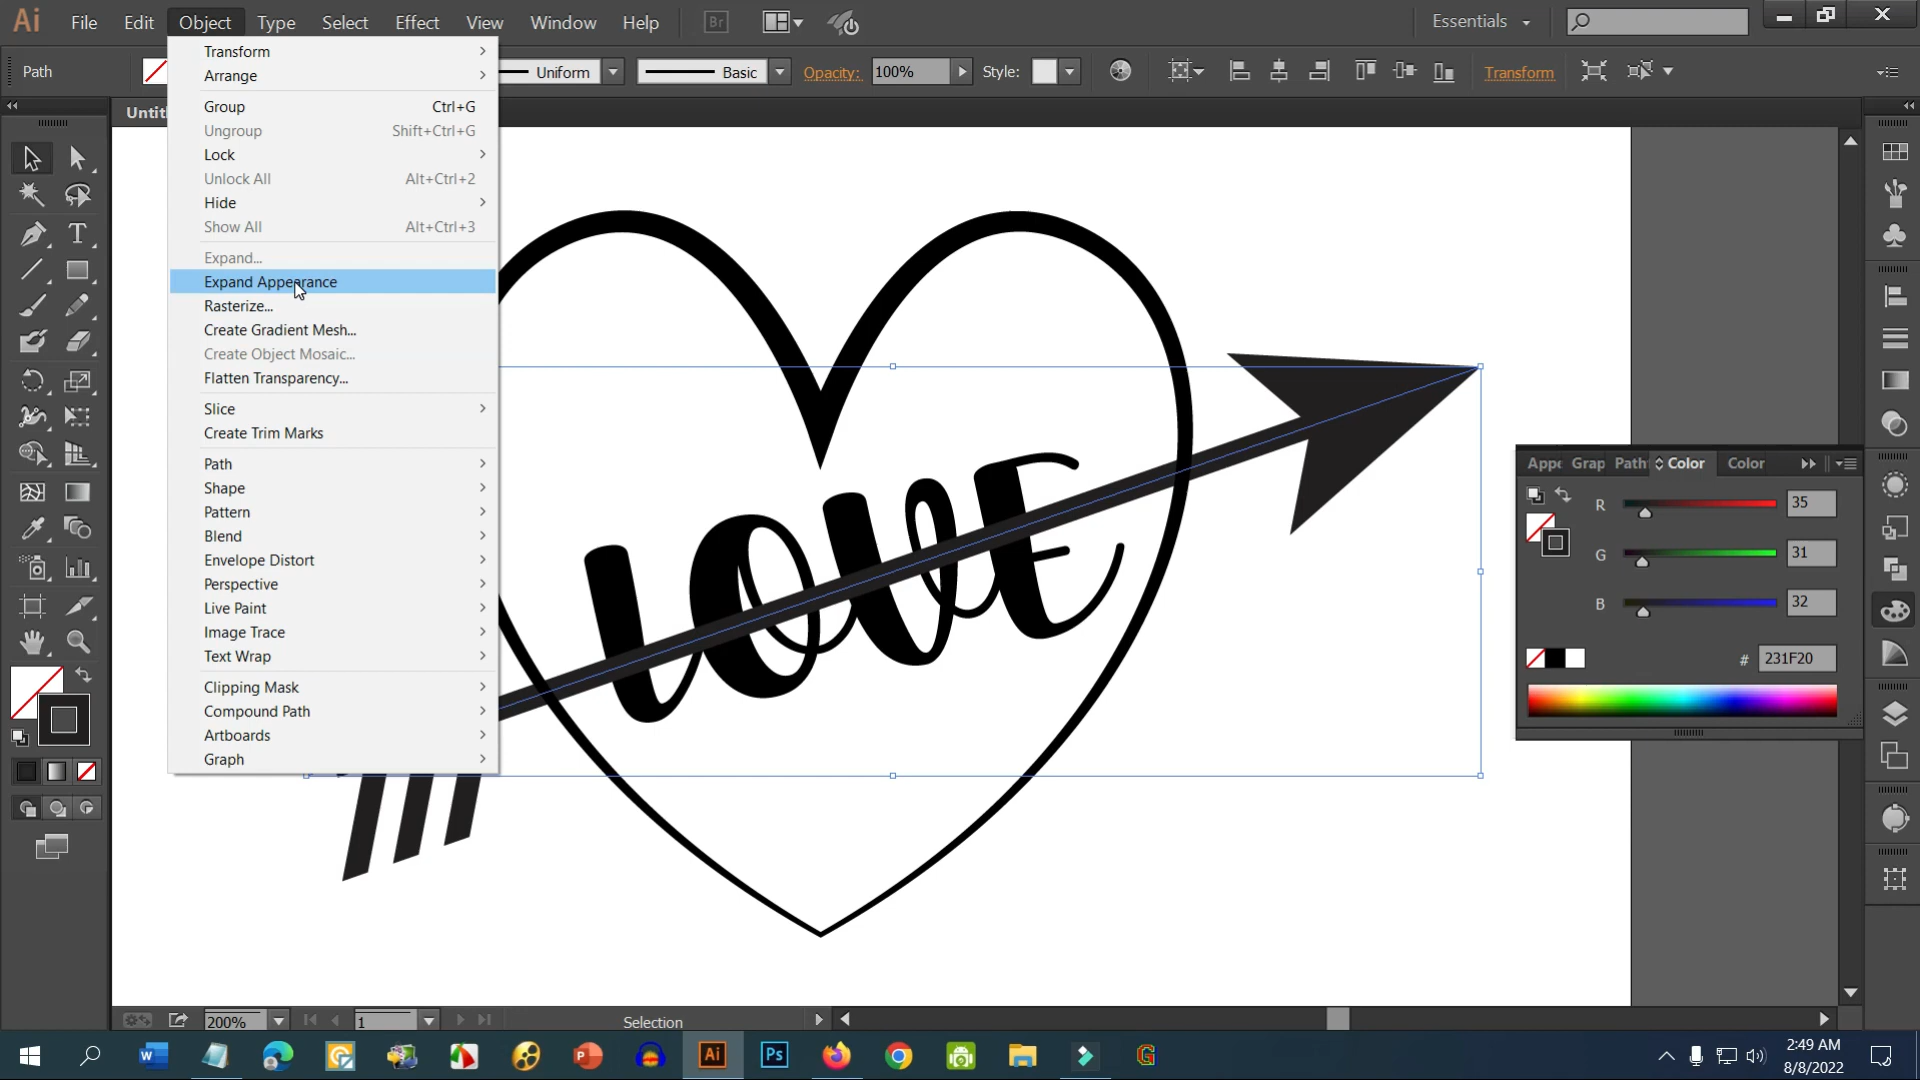 Ai File Edit Object Type Select Effect View Window Help Br Essentials
Path Uniform Basic Opacity: 100% Style: Transform
Untit
Transform
Arrange
Group Ctrl+G
Ungroup Shift+Ctrl+G
Lock
Unlock All Alt+Ctrl+2
Hide
Show All Alt+Ctrl+3
Expand...
Expand Appearance
Rasterize...
Create Gradient Mesh...
Create Object Mosaic...
Flatten Transparency...
Slice
Create Trim Marks
Path
Shape
Pattern
Blend
Envelope Distort
Perspective
Live Paint
Image Trace
Text Wrap
Clipping Mask
Compound Path
Artboards
Graph
lOVE
Appe Grap Path Color Color
R 35
G 31
B 32
# 231F20
200% 1 Selection
2:49 AM
8/8/2022